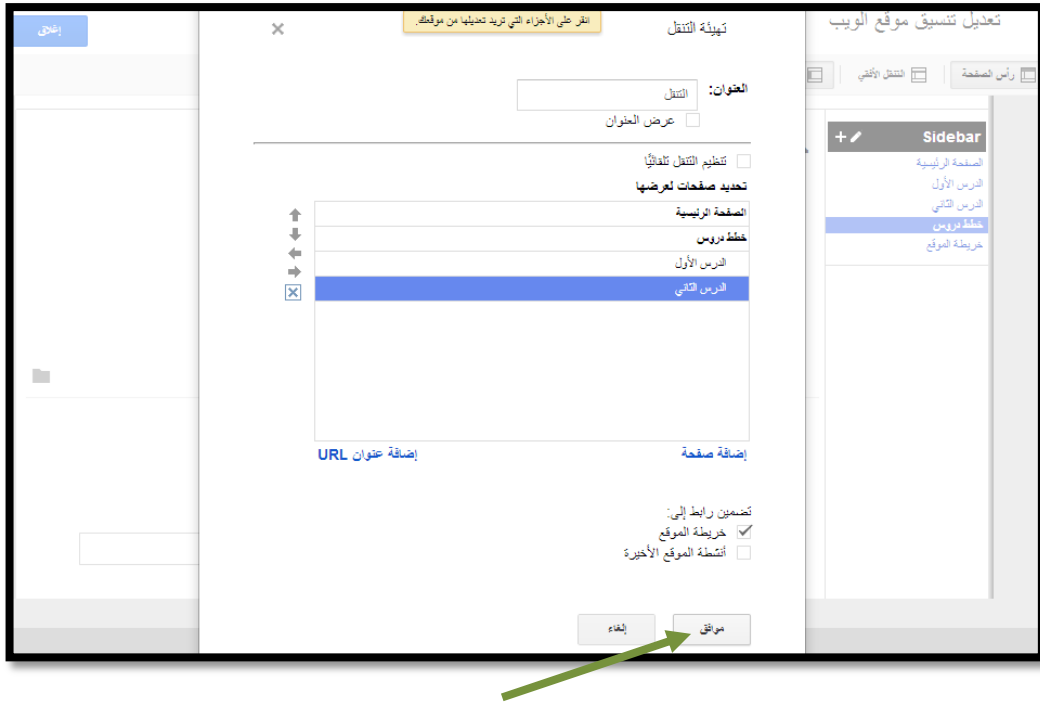 تعديل تنسيق موقع الويب
انقر على الأجزاء التي تريد تعديلها من موقعك.
إغلاق
رأس الصفحة
التنقل الأفقي
Sidebar
الصفحة الرئيسية
الدرس الأول
الدرس الثاني
خطط دروس
خريطة الموقع
تهيئة التنقل
العنوان: التنقل
عرض العنوان
تنظيم التنقل تلقائيًا
تحديد صفحات لعرضها
الصفحة الرئيسية
خطط دروس
الدرس الأول
الدرس الثاني
إضافة صفحة
إضافة عنوان URL
تضمين رابط إلى:
خريطة الموقع
أنشطة الموقع الأخيرة
موافق
إلغاء